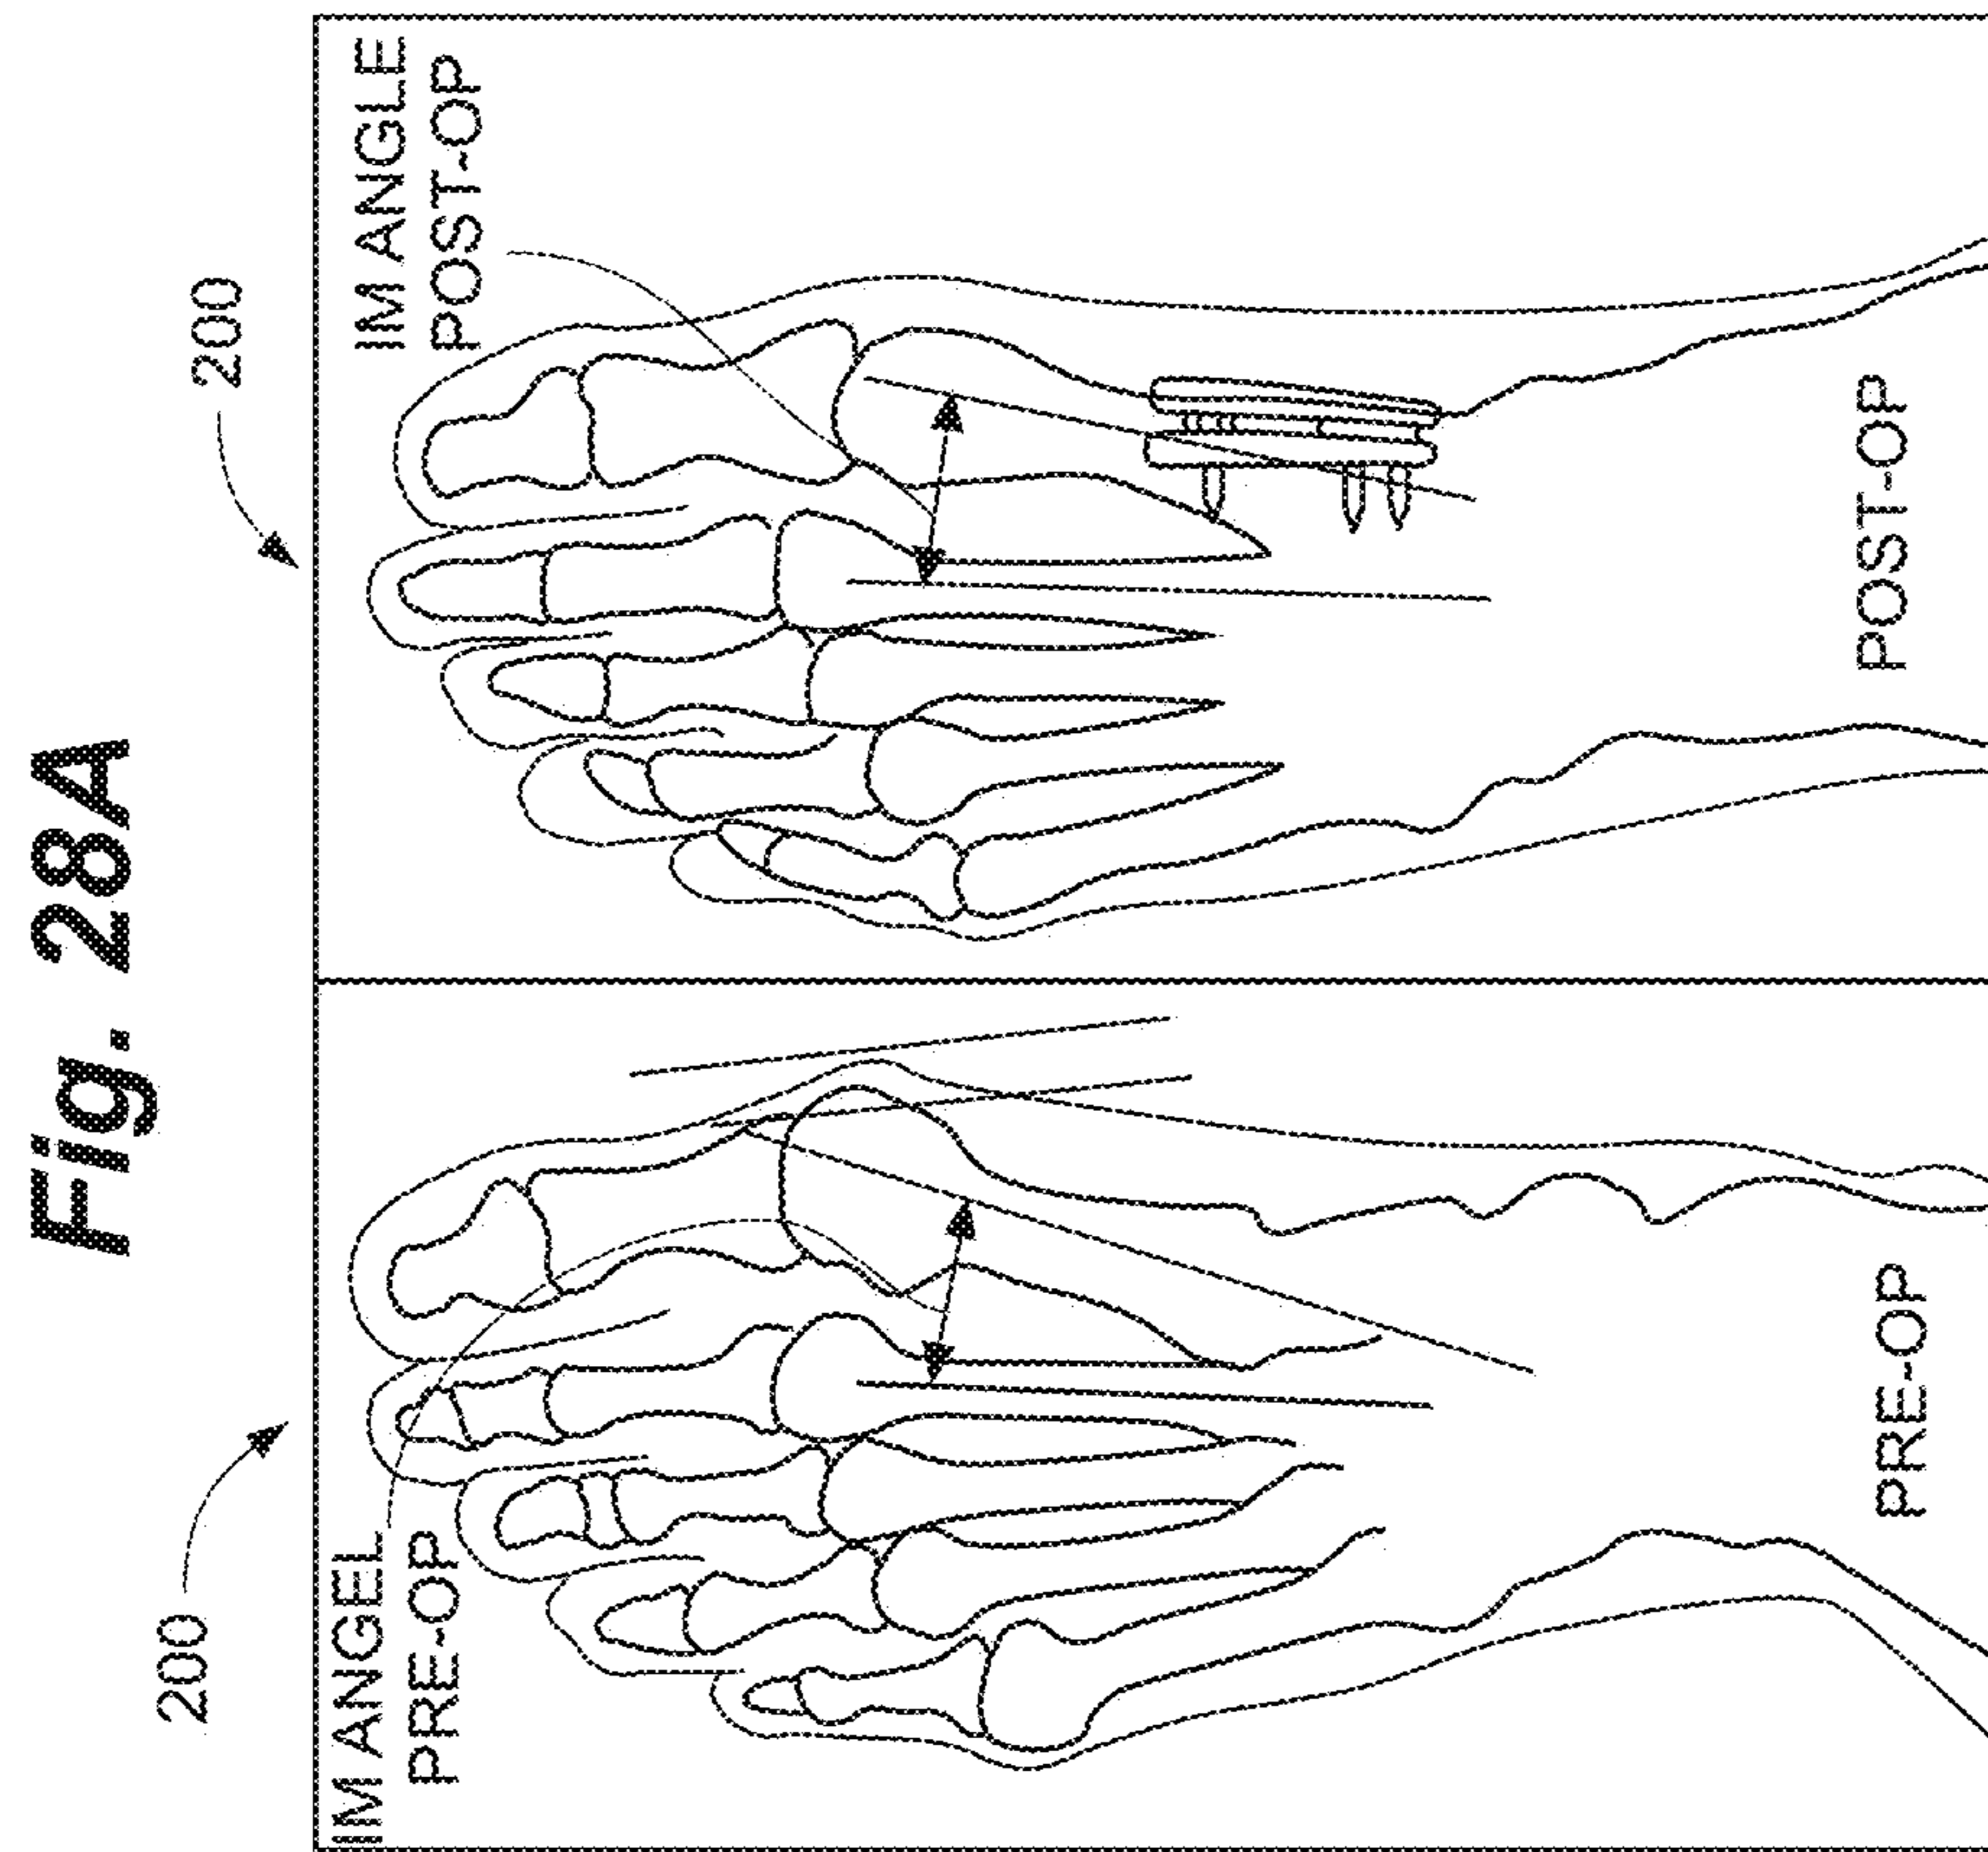 Fig. 28A
200
200
IM ANGEL
PRE-OP
IM ANGLE
POST-OP
PRE-OP
POST-OP